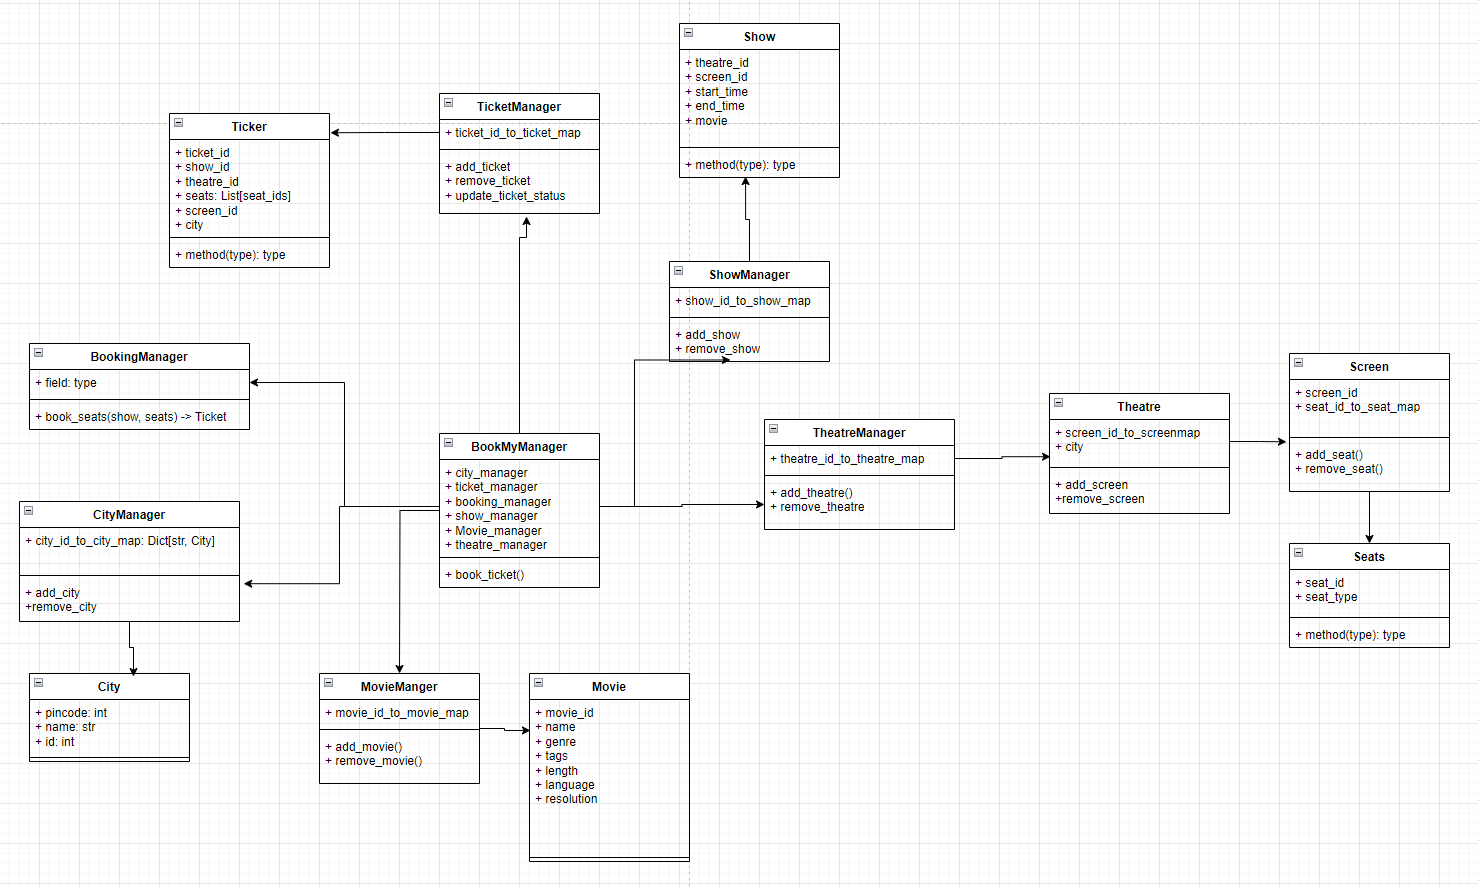 Show
+ theatre_id
+ screen_id
+ start_time
+ end_time
+ movie
+ method(type): type
TicketManager
+ ticket_id_to_ticket_map
+ add_ticket
+ remove_ticket
+ update_ticket_status
Ticker
+ ticket_id
+ show_id
+ theatre_id
+ seats: List[seat_ids]
+ screen_id
+ city
+ method(type): type
ShowManager
+ show_id_to_show_map
+ add_show
+ remove_show
BookingManager
+ field: type
+ book_seats(show, seats) -> Ticket
BookMyManager
+ city_manager
+ ticket_manager
+ booking_manager
+ show_manager
+ Movie_manager
+ theatre_manager
+ book_ticket()
TheatreManager
+ theatre_id_to_theatre_map
+ add_theatre()
+ remove_theatre
Theatre
+ screen_id_to_screenmap
+ city
+ add_screen
+remove_screen
Screen
+ screen_id
+ seat_id_to_seat_map
+ add_seat()
+ remove_seat()
CityManager
+ city_id_to_city_map: Dict[str, City]
+ add_city
+remove_city
Seats
+ seat_id
+ seat_type
+ method(type): type
City
+ pincode: int
+ name: str
+ id: int
MovieManger
+ movie_id_to_movie_map
+ add_movie()
+ remove_movie()
Movie
+ movie_id
+ name
+ genre
+ tags
+ length
+ language
+ resolution